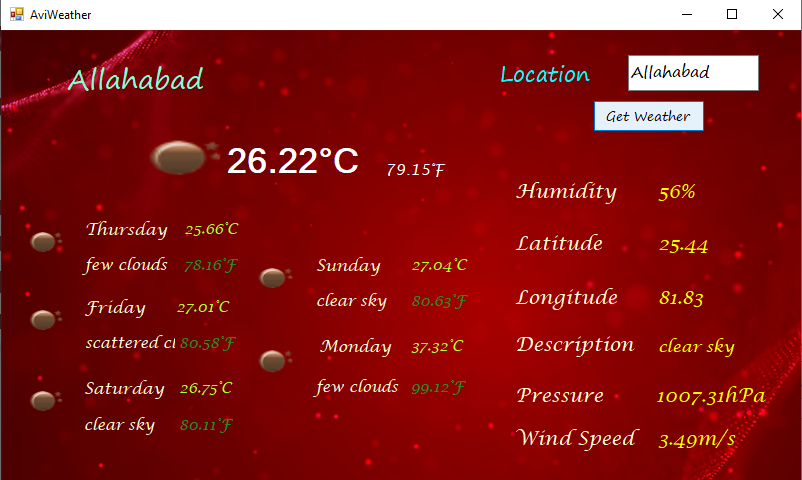 AviWeather
Allahabad
Location
Allahabad
Get Weather
26.22°C
79.15°F
Thursday 25.66°C
few clouds 78.16°F
Friday 27.01°C
scattered cl 80.58°F
Saturday 26.75°C
clear sky 80.11°F
Sunday 27.04°C
clear sky 80.63°F
Monday 37.32°C
few clouds 99.12°F
Humidity 56%
Latitude 25.44
Longitude 81.83
Description clear sky
Pressure 1007.31hPa
Wind Speed 3.49m/s